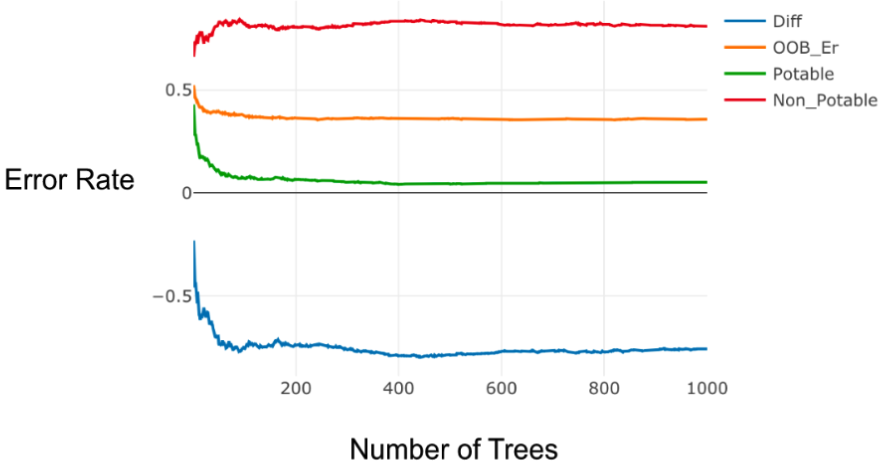 Diff
OOB_Er
Potable
Non_Potable
0.5
Error Rate
0
−0.5
200 400 600 800 1000
Number of Trees